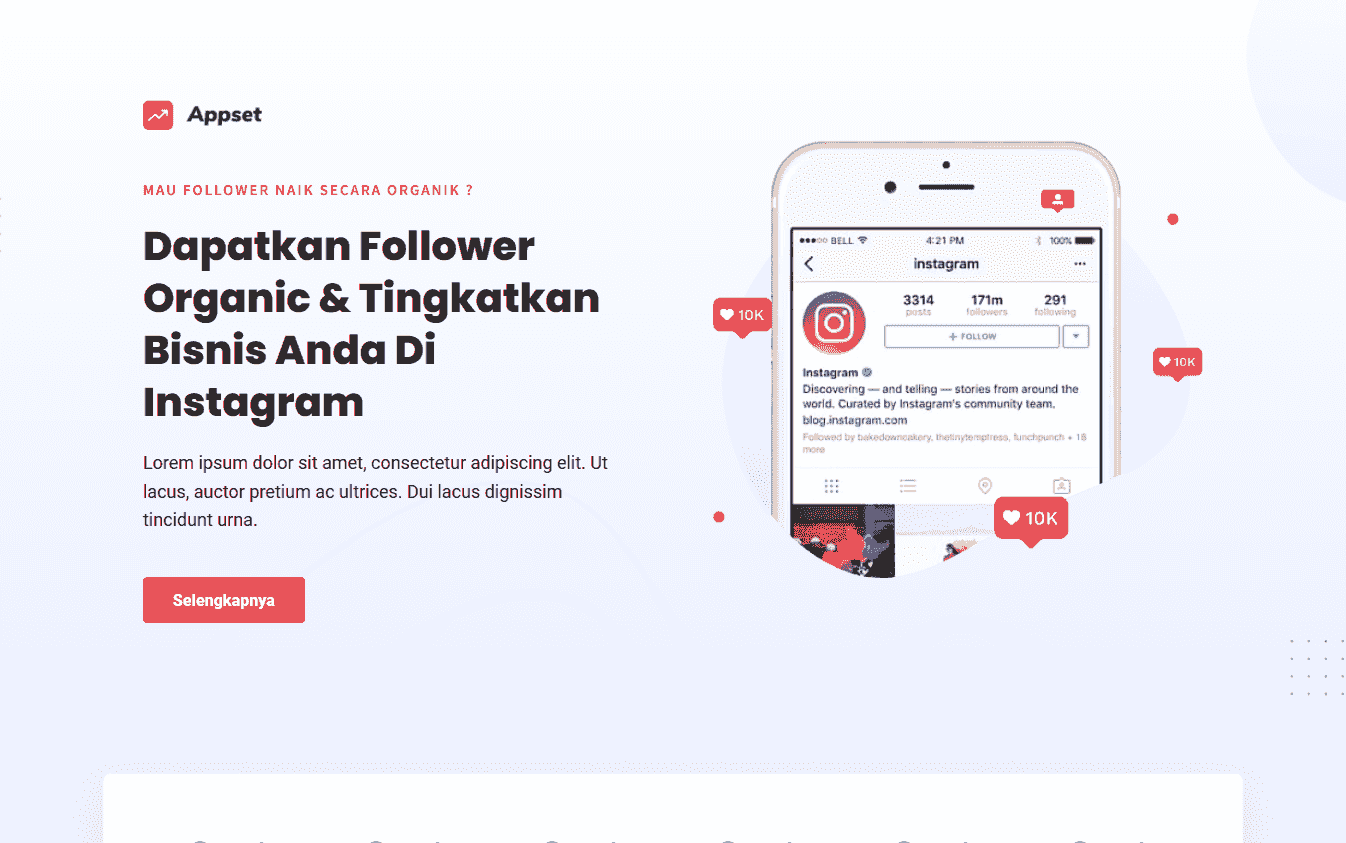 Appset
MAU FOLLOWER NAIK SECARA ORGANIK ?
Dapatkan Follower
Organic & Tingkatkan
Bisnis Anda Di
Instagram
Lorem ipsum dolor sit amet, consectetur adipiscing elit. Ut
lacus, auctor pretium ac ultrices. Dui lacus dignissim
tincidunt urna.
Selengkapnya
BELL 4:21 PM 100%
instagram
3314 171m 291
posts followers following
+ FOLLOW
Instagram
Discovering — and telling — stories from around the
world. Curated by Instagram's community team.
blog.instagram.com
Followed by bakedowncakery, thetinytemptress, funchpunch + 18
more
10K
10K
10K